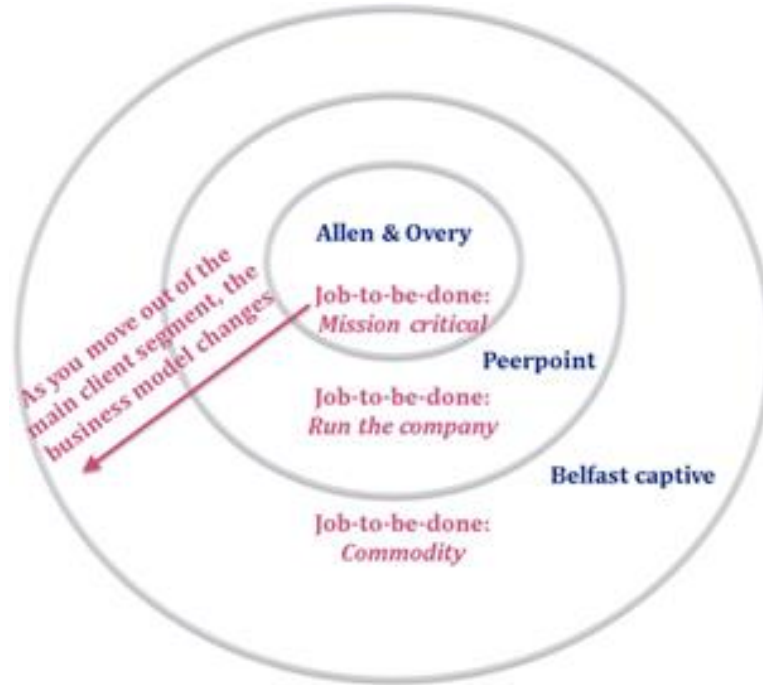 Allen & Overy
Job-to-be-done:
Mission critical
As you move out of the
main client segment, the
business model changes
Peerpoint
Job-to-be-done:
Run the company
Belfast captive
Job-to-be-done:
Commodity